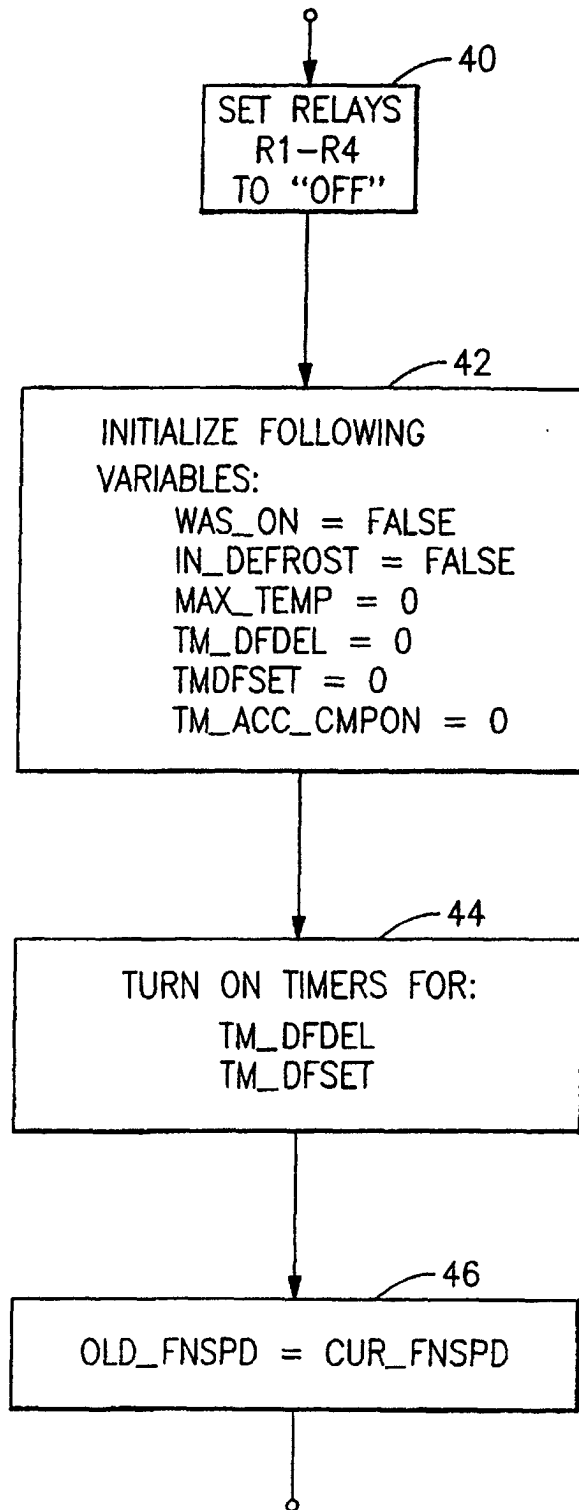 40
SET RELAYS
R1-R4
TO "OFF"
42
INITIALIZE FOLLOWING
VARIABLES:
WAS_ON = FALSE
IN_DEFROST = FALSE
MAX_TEMP = 0
TM_DFDEL = 0
TMDFSET = 0
TM_ACC_CMPON = 0
44
TURN ON TIMERS FOR:
TM_DFDEL
TM_DFSET
46
OLD_FNSPD = CUR_FNSPD